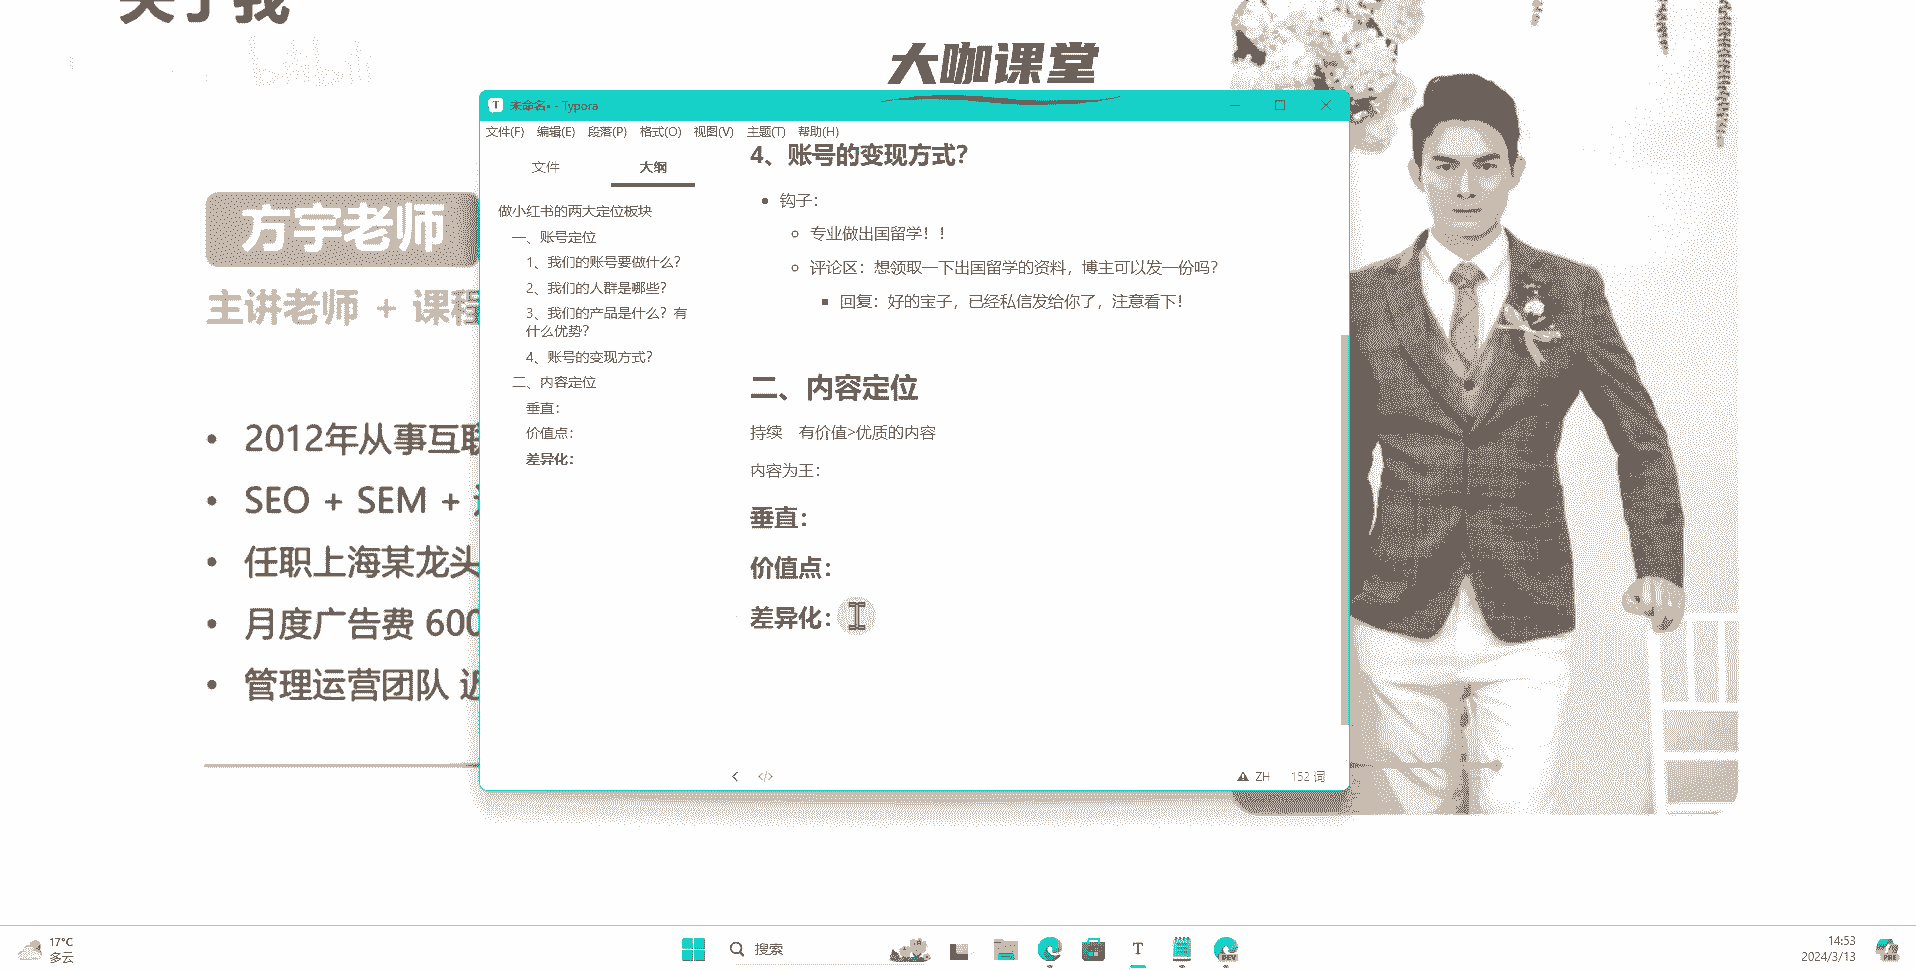 关于我
bilibili
大咖课堂
未命名• - Typora
文件(F) 编辑(E) 段落(P) 格式(O) 视图(V) 主题(T) 帮助(H)
文件 大纲
做小红书的两大定位板块
一、账号定位
1、我们的账号要做什么?
2、我们的人群是哪些?
3、我们的产品是什么? 有
什么优势?
4、账号的变现方式?
二、内容定位
垂直:
价值点:
差异化:
4、账号的变现方式?
钩子:
专业做出国留学! !
评论区: 想领取一下出国留学的资料, 博主可以发一份吗?
回复: 好的宝子, 已经私信发给你了, 注意看下!
二、内容定位
持续 有价值>优质的内容
内容为王:
垂直:
价值点:
差异化:
ZH 152 词
方宇老师
主讲老师 + 课程
2012年从事互联
SEO + SEM +
任职上海某龙头
月度广告费 600
管理运营团队 近
17°C
多云
搜索
T
DEV
14:53
2024/3/13
PRE